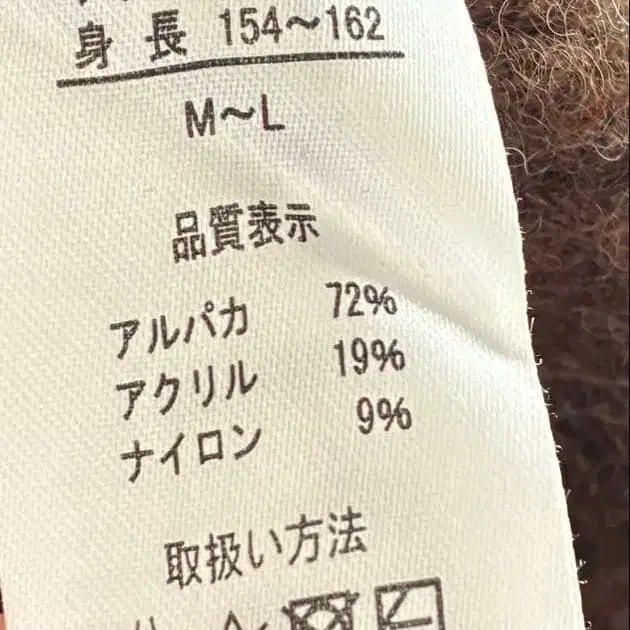 身長 154～162
M～L
品質表示
アルパカ 72%
アクリル 19%
ナイロン 9%
取扱い方法